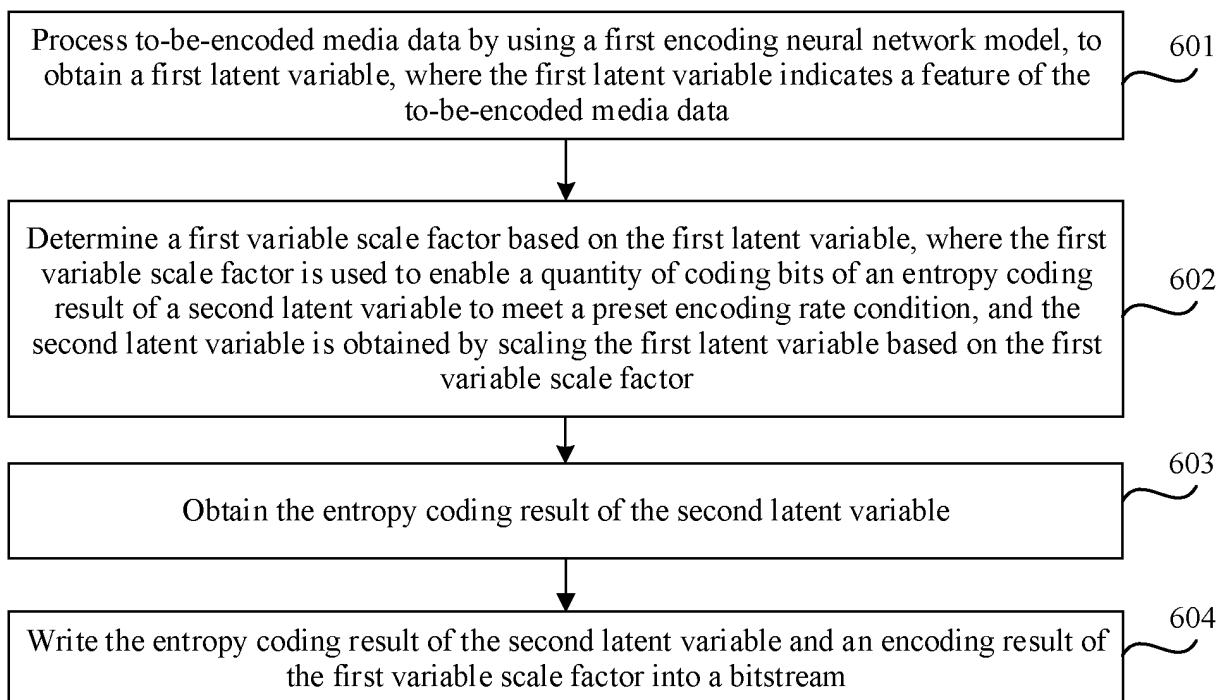 Process to-be-encoded media data by using a first encoding neural network model, to
obtain a first latent variable, where the first latent variable indicates a feature of the
to-be-encoded media data
601
Determine a first variable scale factor based on the first latent variable, where the first
variable scale factor is used to enable a quantity of coding bits of an entropy coding
result of a second latent variable to meet a preset encoding rate condition, and the
second latent variable is obtained by scaling the first latent variable based on the first
variable scale factor
602
Obtain the entropy coding result of the second latent variable
603
Write the entropy coding result of the second latent variable and an encoding result of
the first variable scale factor into a bitstream
604